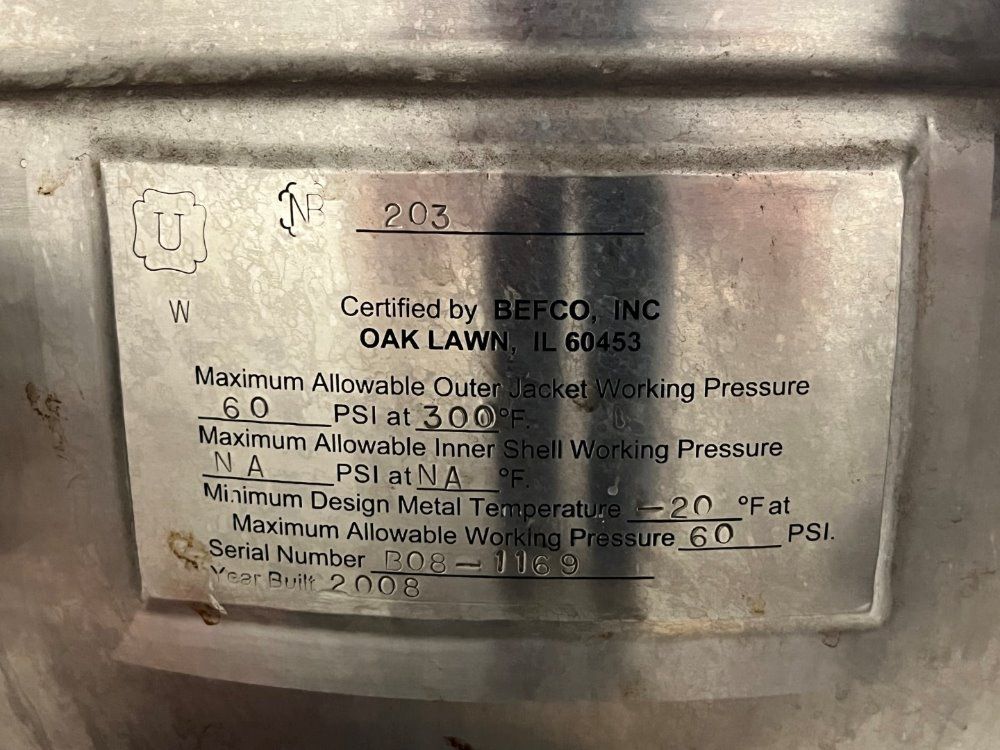 U NB 203
W
Certified by BEFCO, INC
OAK LAWN, IL 60453
Maximum Allowable Outer Jacket Working Pressure
60 PSI at 300 °F.
Maximum Allowable Inner Shell Working Pressure
NA PSI at NA °F.
Minimum Design Metal Temperature -20 °F at
Maximum Allowable Working Pressure 60 PSI.
Serial Number B08-1169
Year Built 2008